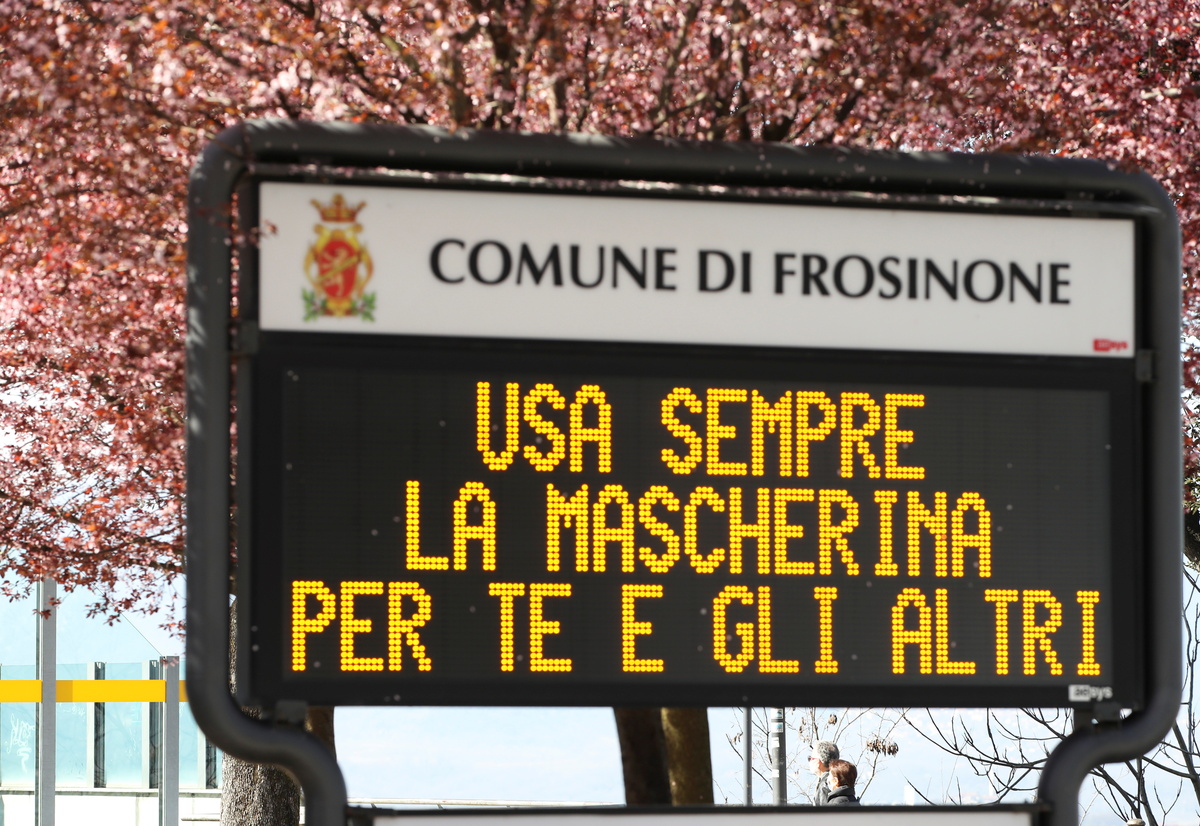 COMUNE DI FROSINONE
USA SEMPRE
LA MASCHERINA
PER TE E GLI ALTRI